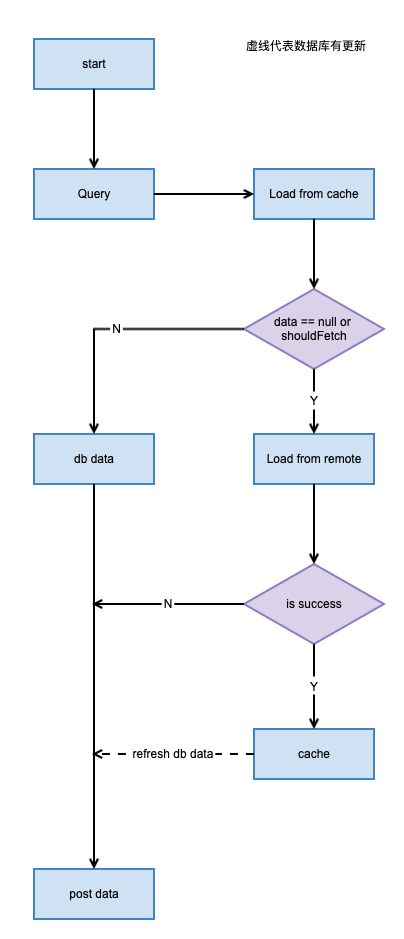 虚线代表数据库有更新
start
Query
Load from cache
data == null or
shouldFetch
N
Y
db data
Load from remote
N
is success
Y
refresh db data
cache
post data